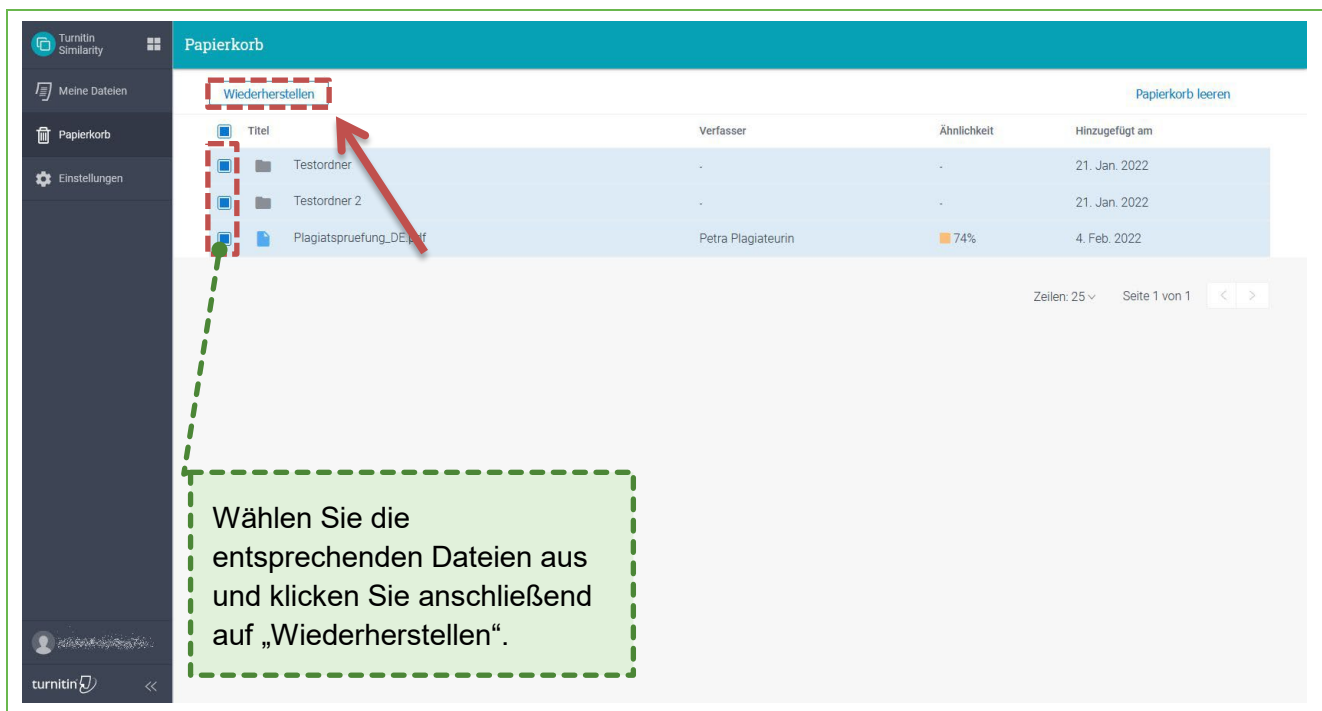 Turnitin
Similarity
Papierkorb
Meine Dateien
Wiederherstellen
Papierkorb leeren
Papierkorb
Titel
Verfasser
Ähnlichkeit
Hinzugefügt am
Einstellungen
Testordner
-
-
21. Jan. 2022
Testordner 2
-
-
21. Jan. 2022
Plagiatspruefung_DE.pdf
Petra Plagiateurin
74%
4. Feb. 2022
Zeilen: 25
Seite 1 von 1
Wählen Sie die
entsprechenden Dateien aus
und klicken Sie anschließend
auf „Wiederherstellen“.
turnitin